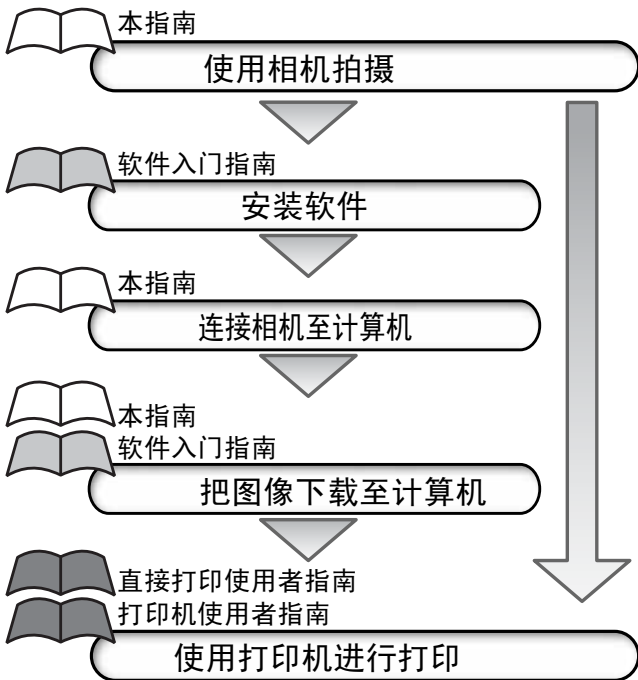 本指南
使用相机拍摄
软件入门指南
安装软件
本指南
连接相机至计算机
本指南
软件入门指南
把图像下载至计算机
直接打印使用者指南
打印机使用者指南
使用打印机进行打印